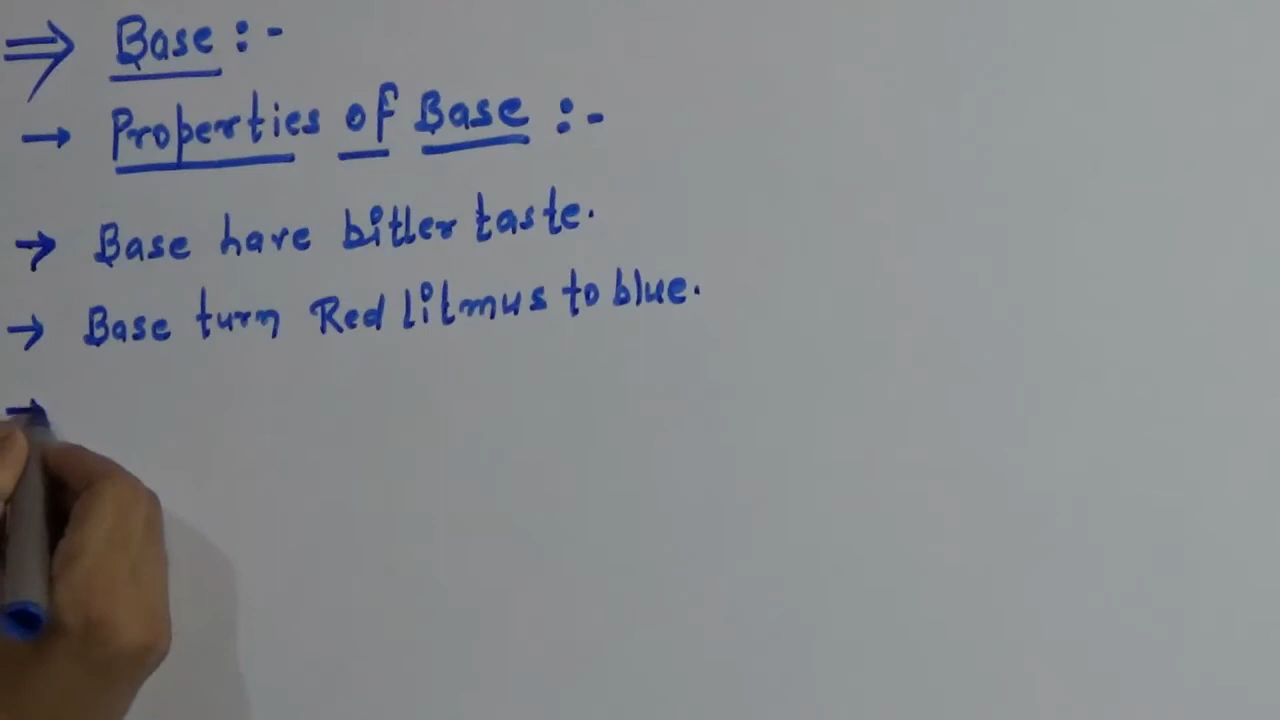 ⇒ Base :-
→ Properties of Base :-
→ Base have bitter taste.
→ Base turn Red litmus to blue.
→